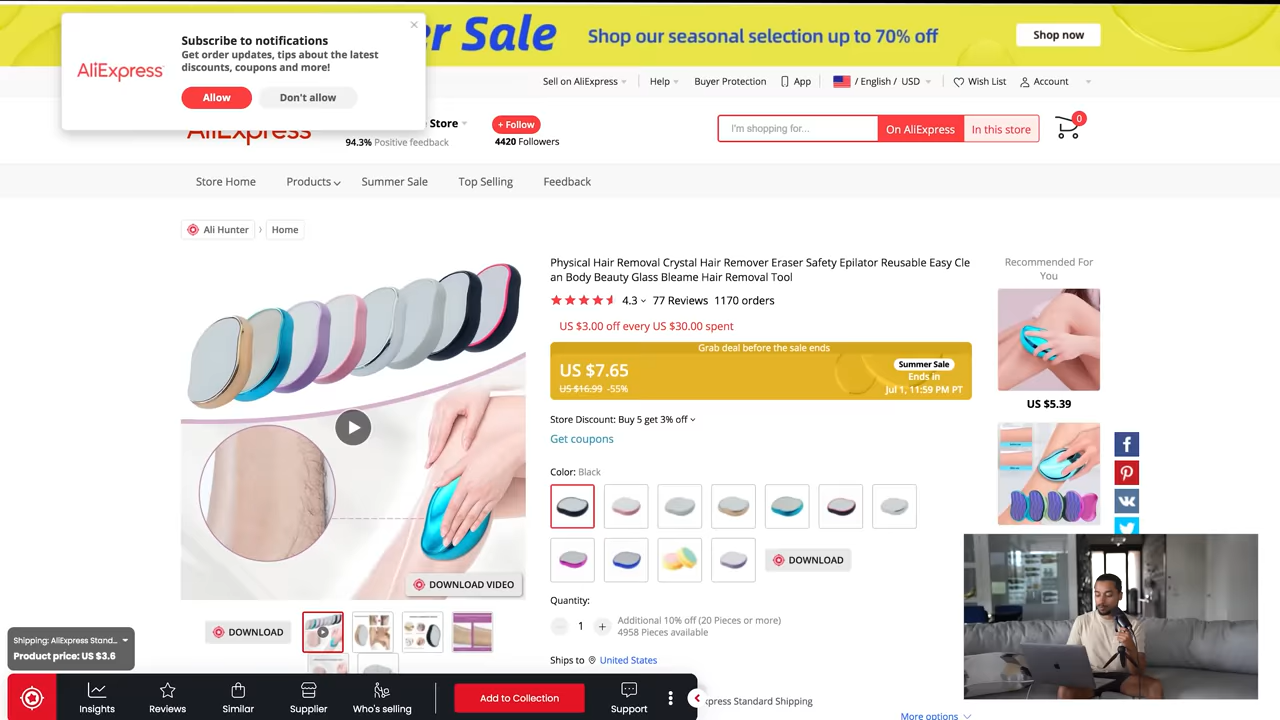 er Sale
Shop our seasonal selection up to 70% off
Shop now
×
AliExpress
Subscribe to notifications
Get order updates, tips about the latest
discounts, coupons and more!
Allow
Don't allow
Sell on AliExpress
Help
Buyer Protection
App
/ English / USD
Wish List
Account
AliExpress
Store
94.3% Positive feedback
+ Follow
4420 Followers
I'm shopping for...
On AliExpress
In this store
0
Store Home
Products
Summer Sale
Top Selling
Feedback
Ali Hunter
Home
Physical Hair Removal Crystal Hair Remover Eraser Safety Epilator Reusable Easy Cle
an Body Beauty Glass Bleame Hair Removal Tool
4.3
77 Reviews
1170 orders
US $3.00 off every US $30.00 spent
Grab deal before the sale ends
US $7.65
US $16.99 -55%
Summer Sale
Ends in
Jul 1, 11:59 PM PT
Store Discount: Buy 5 get 3% off
Get coupons
Color: Black
DOWNLOAD
Quantity:
1
+
Additional 10% off (20 Pieces or more)
4958 Pieces available
Ships to
United States
xpress Standard Shipping
More options
Recommended For
You
US $5.39
DOWNLOAD VIDEO
DOWNLOAD
Shipping: AliExpress Stand...
Product price: US $3.6
Insights
Reviews
Similar
Supplier
Who's selling
Add to Collection
Support